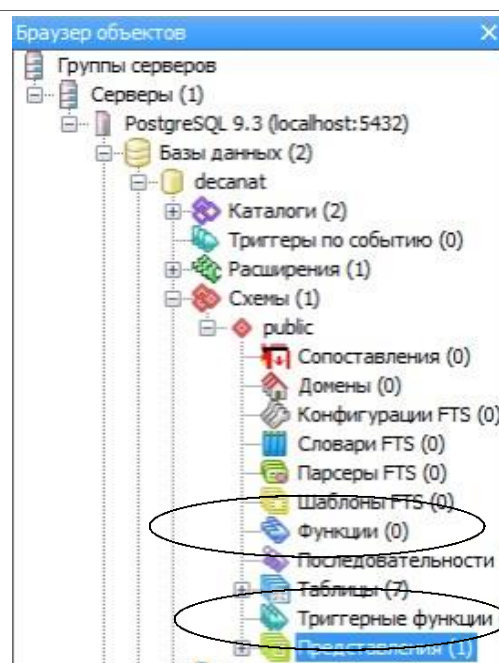 Браузер объектов
Группы серверов
Серверы (1)
PostgreSQL 9.3 (localhost:5432)
Базы данных (2)
decanat
Каталоги (2)
Триггеры по событию (0)
Расширения (1)
Схемы (1)
public
Сопоставления (0)
Домены (0)
Конфигурации FTS (0)
Словари FTS (0)
Парсеры FTS (0)
Шаблоны FTS (0)
Функции (0)
Последовательности
Таблицы (7)
Триггерные функции
Представления (1)